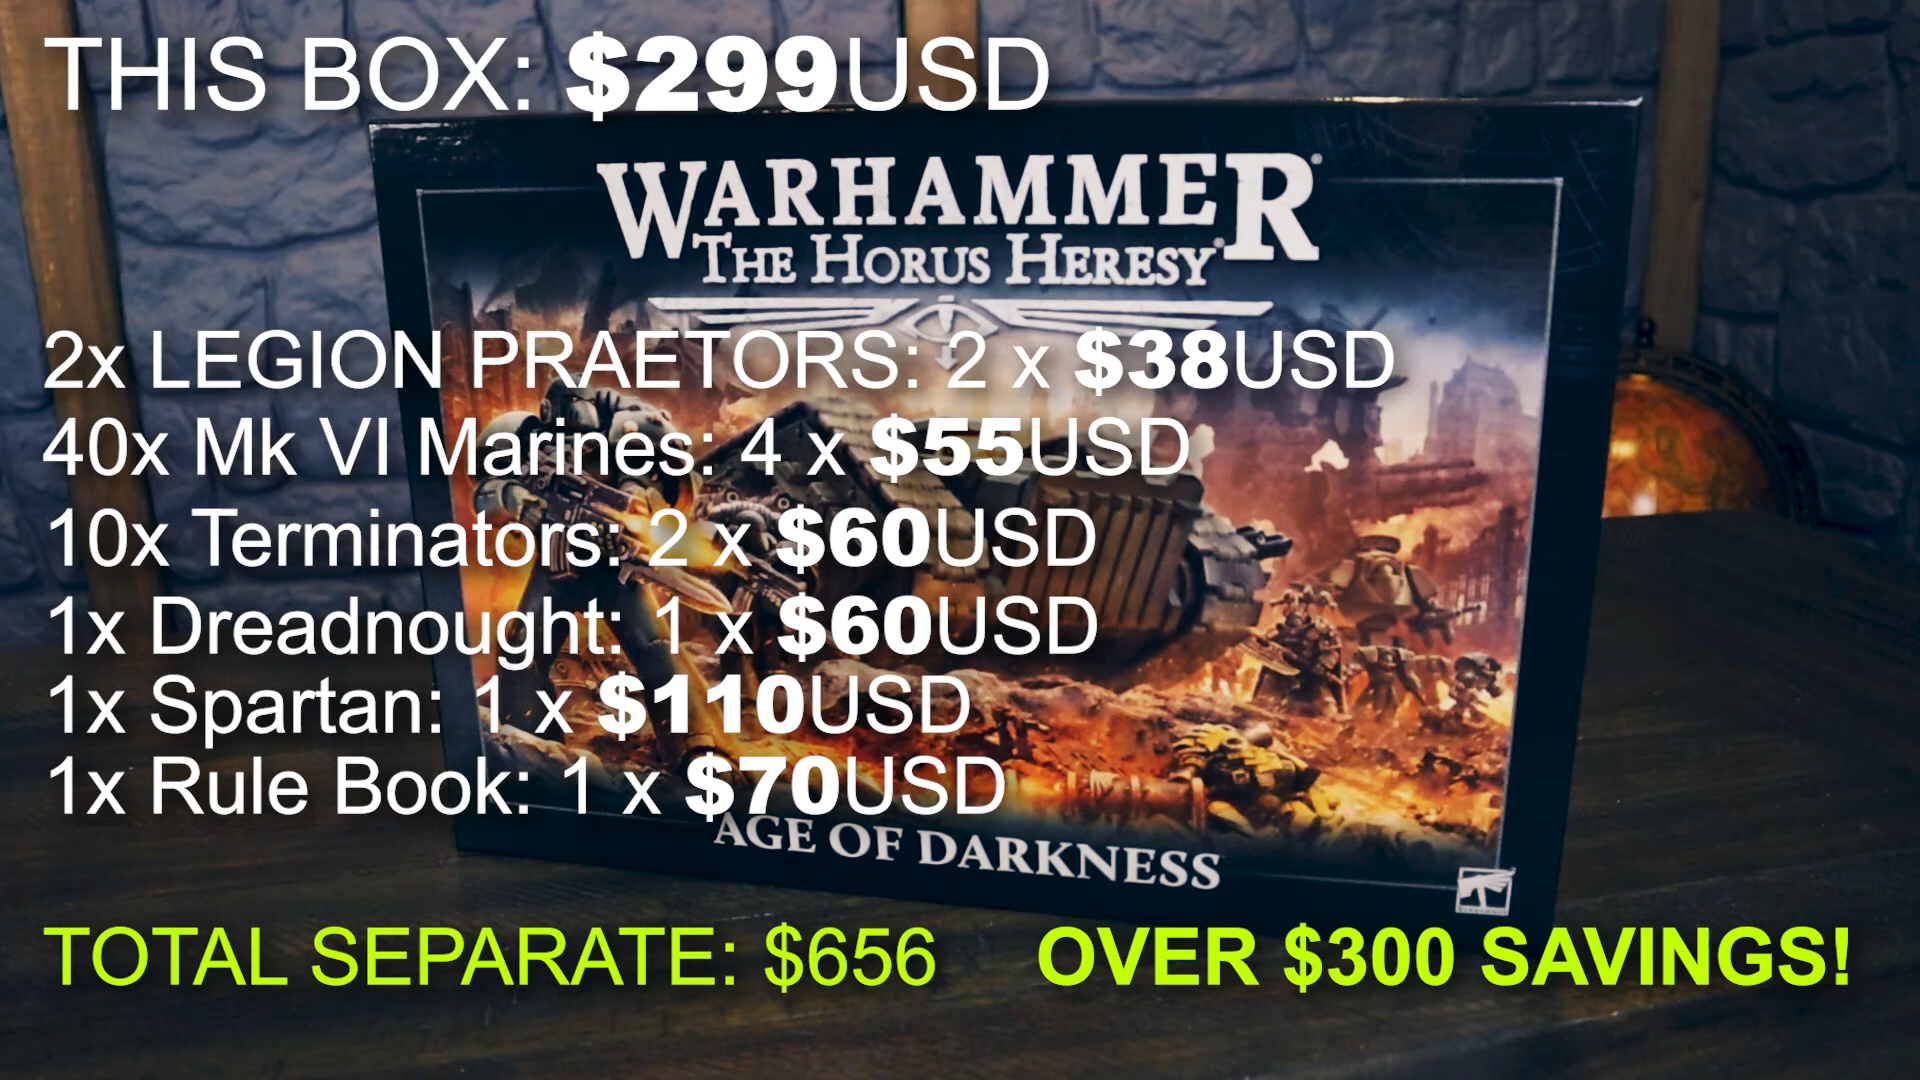 THIS BOX: $299USD
WARHAMMER
THE HORUS HERESY
2x LEGION PRAETORS: 2 x $38USD
40x Mk VI Marines: 4 x $55USD
10x Terminators: 2 x $60USD
1x Dreadnought: 1 x $60USD
1x Spartan: 1 x $110USD
1x Rule Book: 1 x $70USD
AGE OF DARKNESS
TOTAL SEPARATE: $656 OVER $300 SAVINGS!